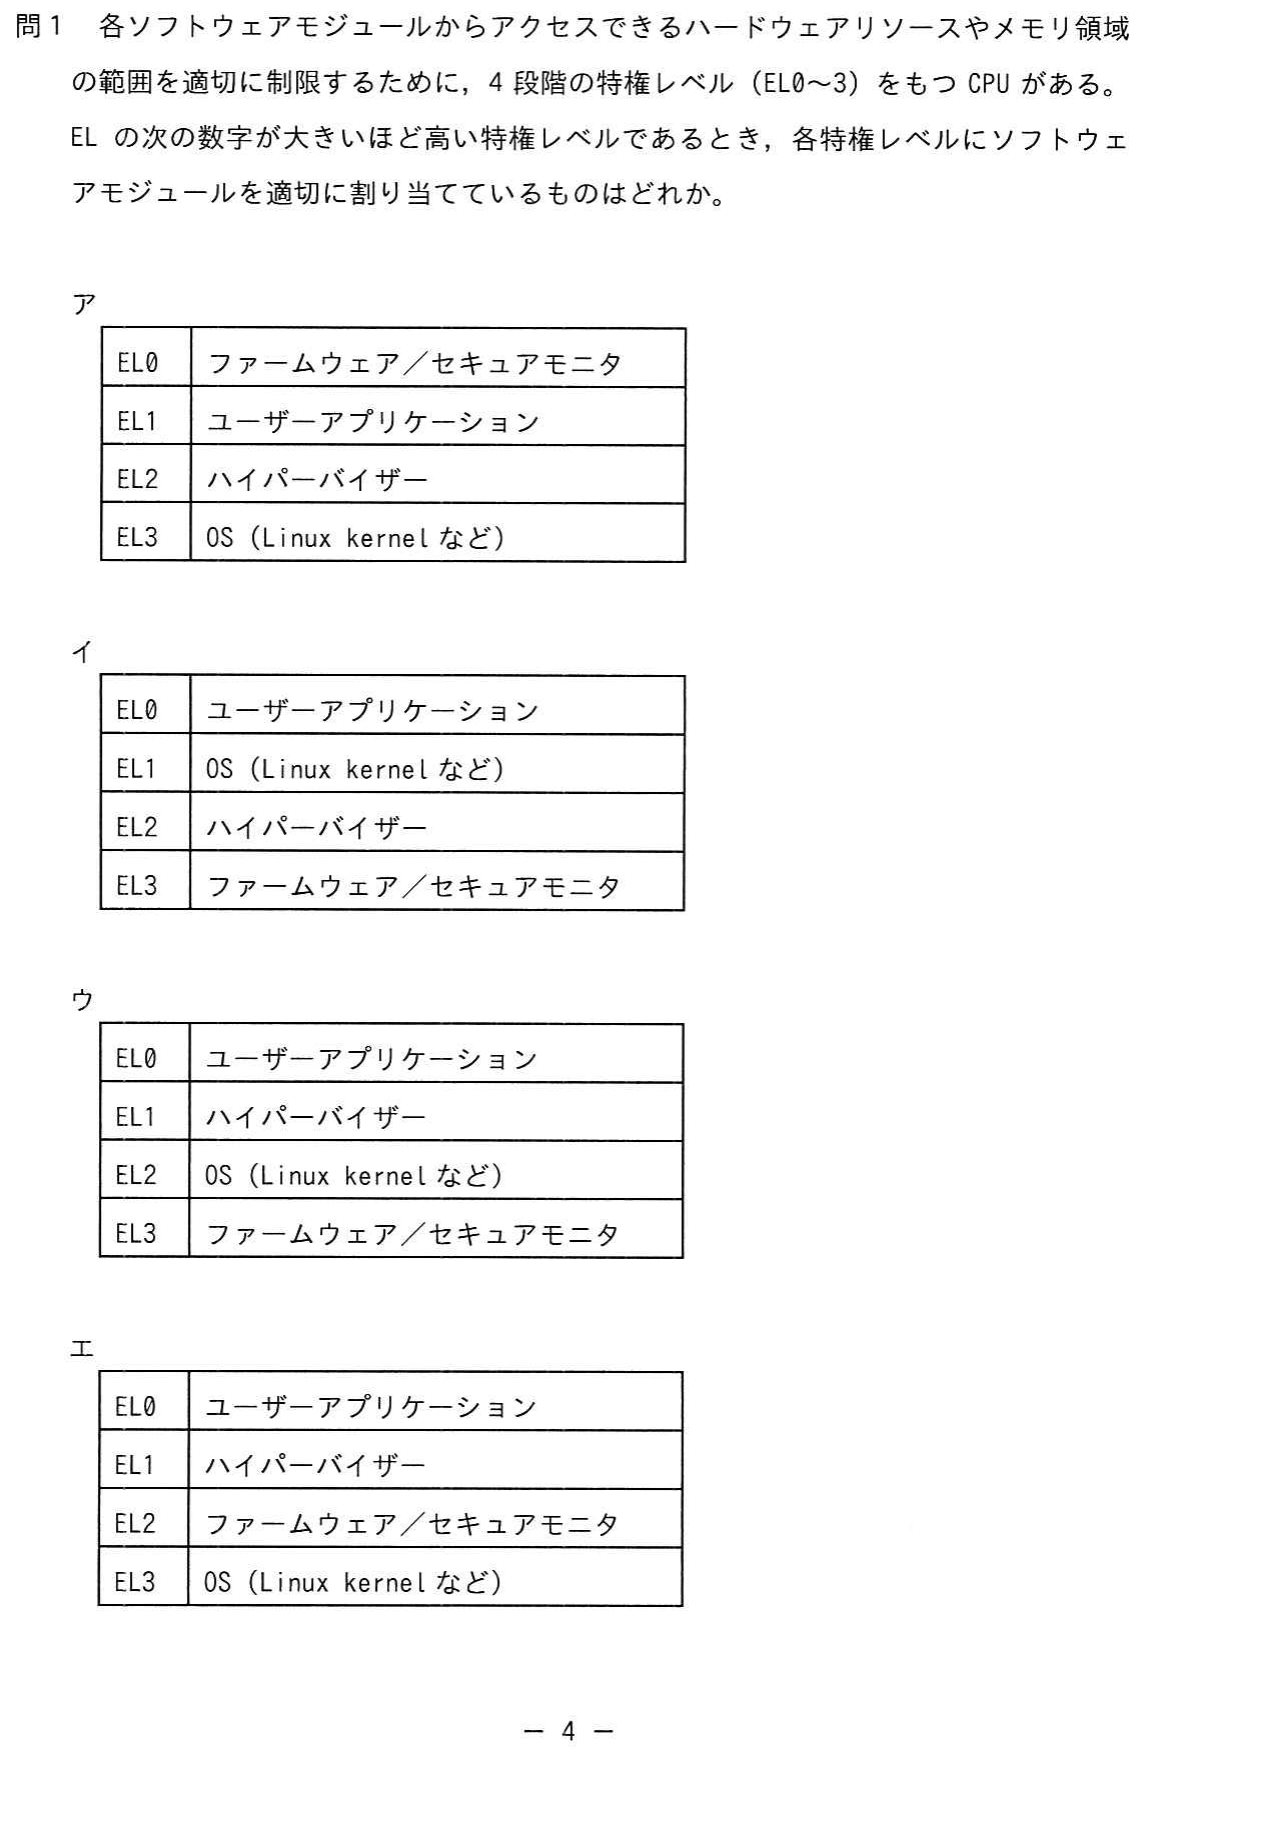 問1 各ソフトウェアモジュールからアクセスできるハードウェアリソースやメモリ領域
の範囲を適切に制限するために，4 段階の特権レベル（EL0～3）をもつ CPU がある。
EL の次の数字が大きいほど高い特権レベルであるとき，各特権レベルにソフトウェ
アモジュールを適切に割り当てているものはどれか。
ア
EL0 ファームウェア／セキュアモニタ
EL1 ユーザーアプリケーション
EL2 ハイパーバイザー
EL3 OS（Linux kernel など）
イ
EL0 ユーザーアプリケーション
EL1 OS（Linux kernel など）
EL2 ハイパーバイザー
EL3 ファームウェア／セキュアモニタ
ウ
EL0 ユーザーアプリケーション
EL1 ハイパーバイザー
EL2 OS（Linux kernel など）
EL3 ファームウェア／セキュアモニタ
エ
EL0 ユーザーアプリケーション
EL1 ハイパーバイザー
EL2 ファームウェア／セキュアモニタ
EL3 OS（Linux kernel など）
－ 4 －